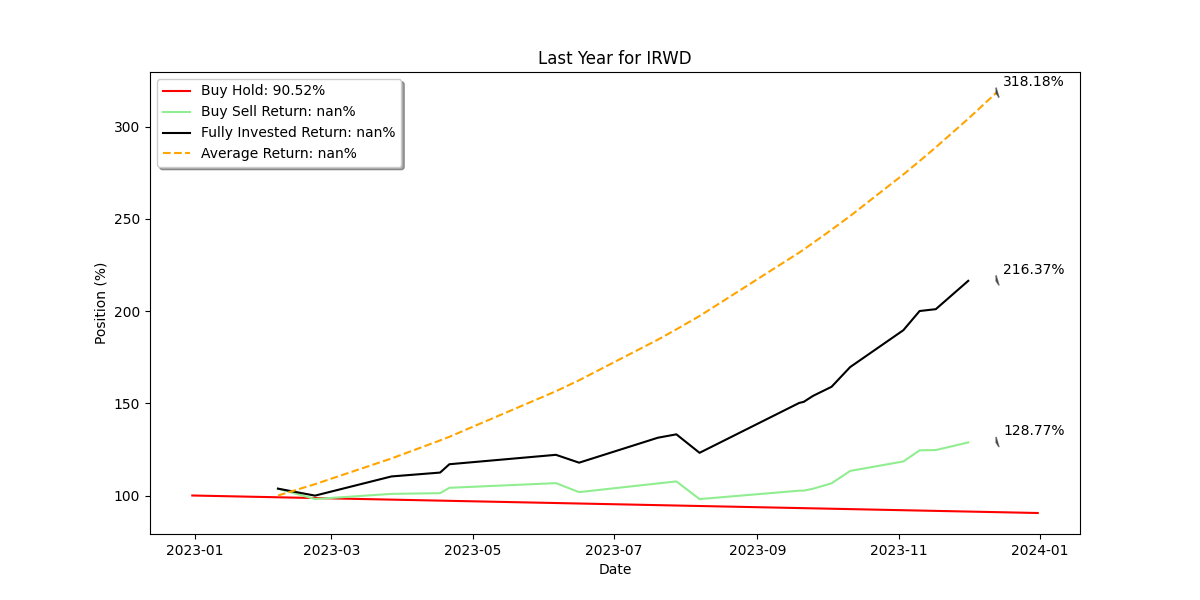 Last Year for IRWD
Buy Hold: 90.52%
Buy Sell Return: nan%
Fully Invested Return: nan%
Average Return: nan%
318.18%
216.37%
128.77%
Position (%)
300
250
200
150
100
2023-01
2023-03
2023-05
2023-07
2023-09
2023-11
2024-01
Date